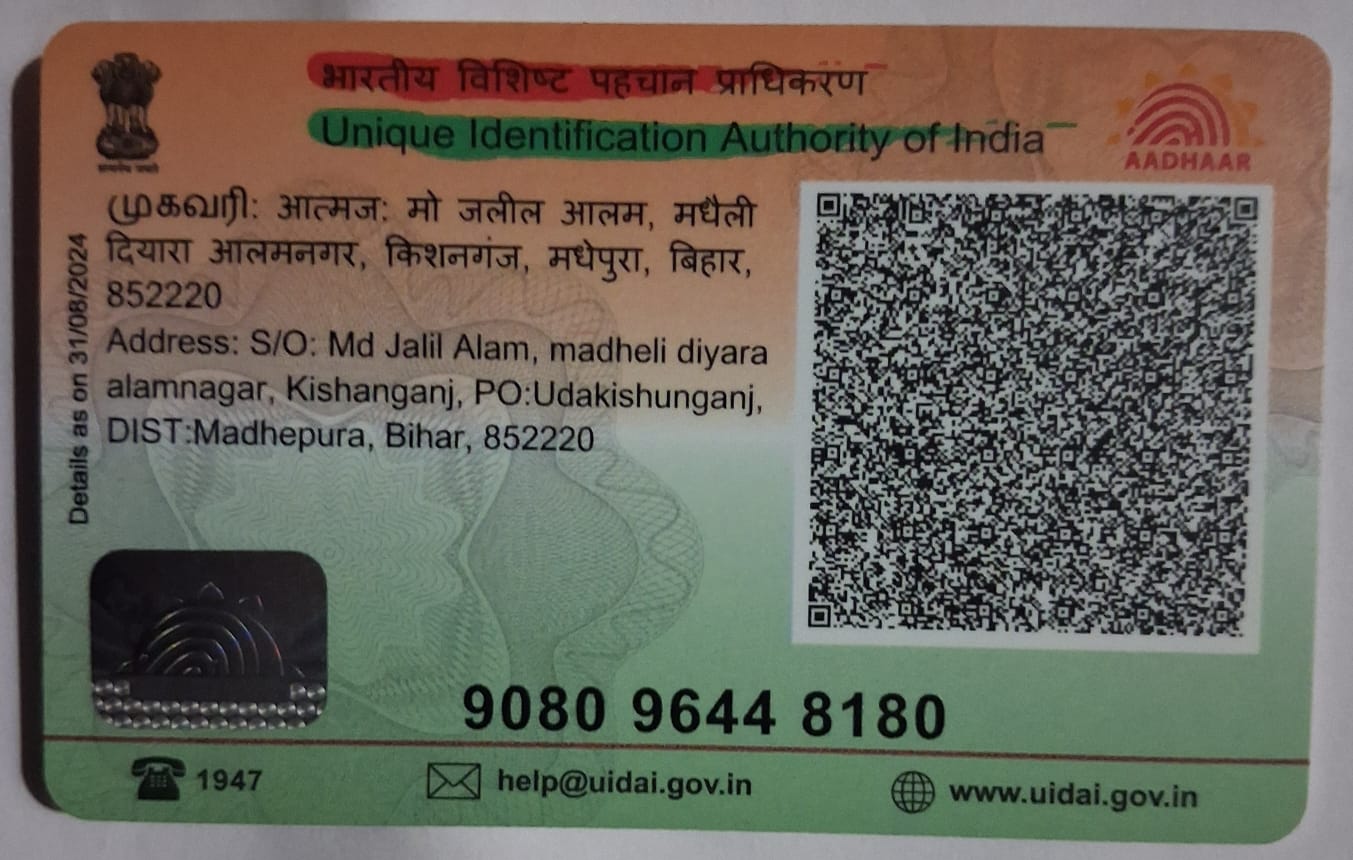 भारतीय विशिष्ट पहचान प्राधिकरण
Unique Identification Authority of India
AADHAAR
முகவரி: आत्मज: मो जलील आलम, मधैली
दियारा आलमनगर, किशनगंज, मधेपुरा, बिहार,
852220
Address: S/O: Md Jalil Alam, madheli diyara
alamnagar, Kishanganj, PO:Udakishunganj,
DIST:Madhepura, Bihar, 852220
Details as on 31/08/2024
9080 9644 8180
1947
help@uidai.gov.in
www.uidai.gov.in